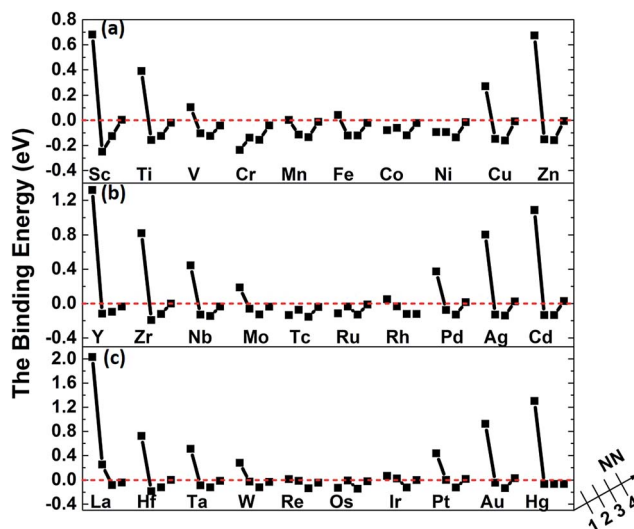 The Binding Energy (eV)
(a)
0.8
0.6
0.4
0.2
0.0
-0.2
-0.4
Sc Ti V Cr Mn Fe Co Ni Cu Zn
(b)
1.2
0.8
0.4
0.0
-0.4
Y Zr Nb Mo Tc Ru Rh Pd Ag Cd
(c)
2.0
1.6
1.2
0.8
0.4
0.0
-0.4
La Hf Ta W Re Os Ir Pt Au Hg
NN
1 2 3 4